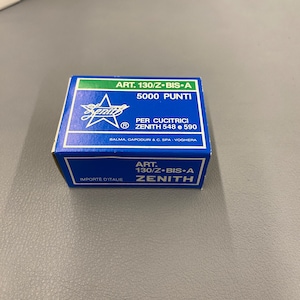 ART. 130/Z-BIS-A
5000 PUNTI
ZENITH
®
PER CUCITRICI
ZENITH 548 e 590
BALMA, CAPODURI & C. SPA - VOGHERA
ART.
130/Z-BIS-A
IMPORTÉ D'ITALIE
ZENITH